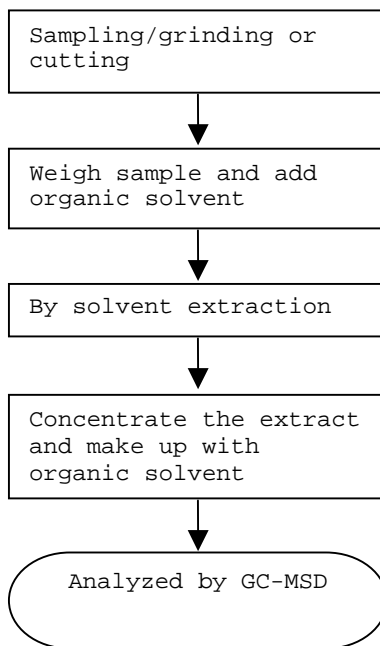 Sampling/grinding or
cutting
Weigh sample and add
organic solvent
By solvent extraction
Concentrate the extract
and make up with
organic solvent
Analyzed by GC-MSD